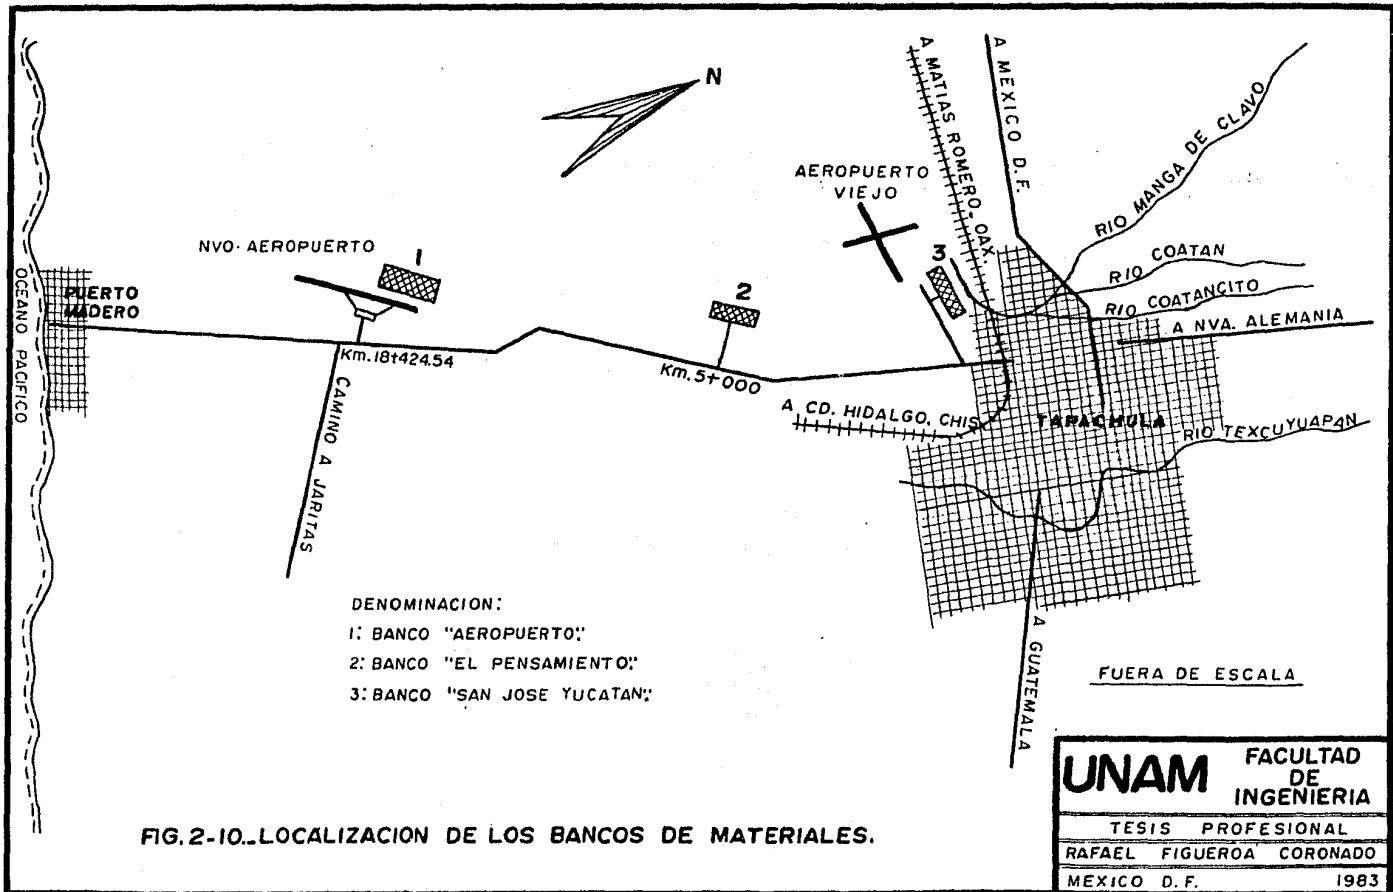 N
A MATIAS ROMERO, OAX.
A MEXICO D.F.
RIO MANGA DE CLAVO
AEROPUERTO
VIEJO
NVO. AEROPUERTO
1
2
3
RIO COATAN
RIO COATANCITO
A NVA. ALEMANIA
OCEANO PACIFICO
PUERTO
MADERO
Km. 18+424.54
Km. 5+000
CAMINO A JARITAS
A CD. HIDALGO, CHIS.
TAPACHULA
RIO TEXCUYUAPAN
A GUATEMALA
DENOMINACION:
1: BANCO "AEROPUERTO".
2: BANCO "EL PENSAMIENTO".
3: BANCO "SAN JOSE YUCATAN".
FUERA DE ESCALA
FIG. 2-10._LOCALIZACION DE LOS BANCOS DE MATERIALES.
UNAM
FACULTAD
DE
INGENIERIA
TESIS PROFESIONAL
RAFAEL FIGUEROA CORONADO
MEXICO D.F. 1983